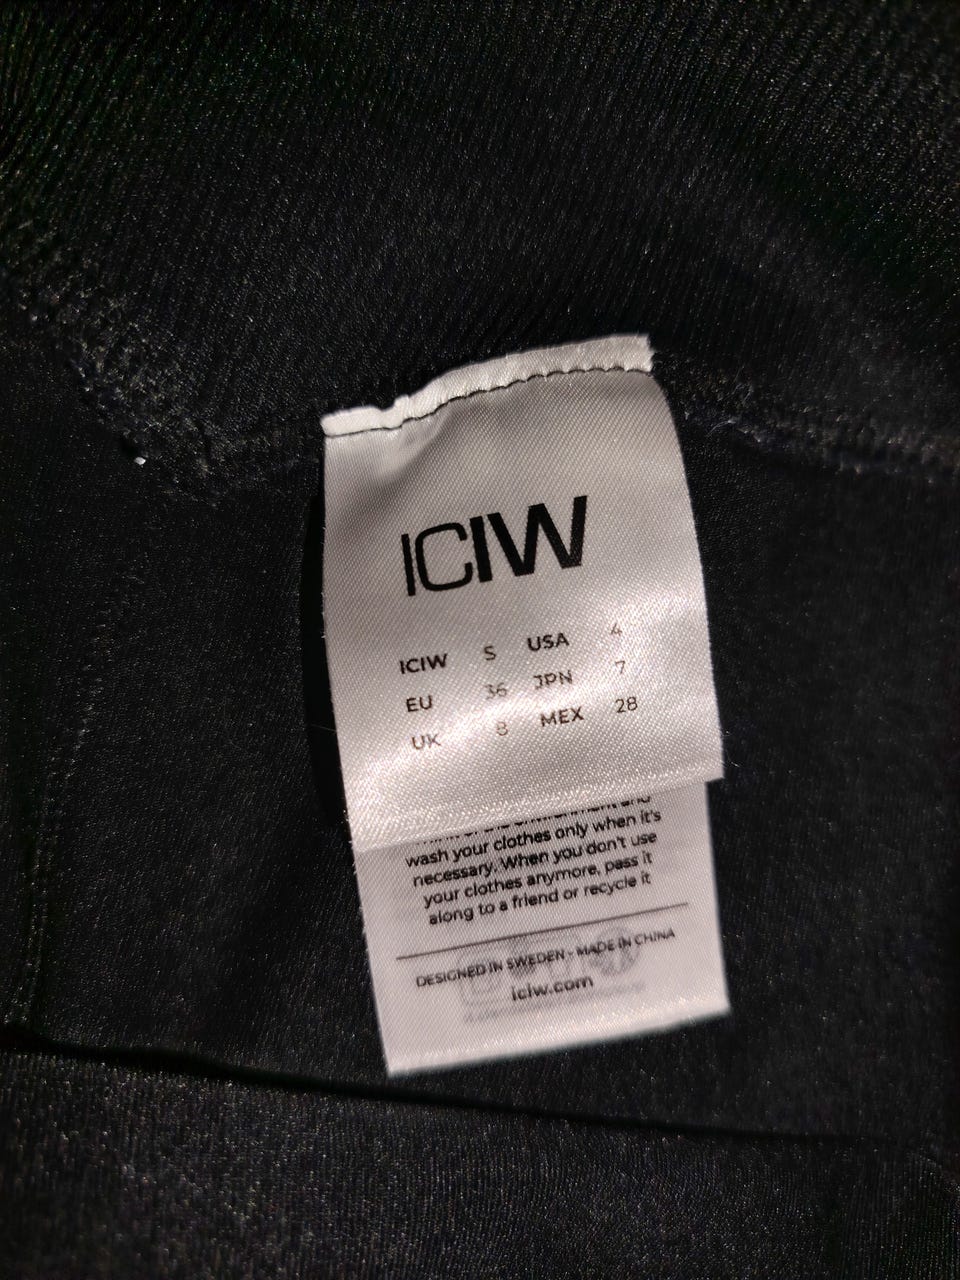 ICIW
ICIW S USA 4
EU 36 JPN 7
UK 8 MEX 28
wash your clothes only when it's
necessary. When you don't use
your clothes anymore, pass it
along to a friend or recycle it
DESIGNED IN SWEDEN - MADE IN CHINA
iciw.com